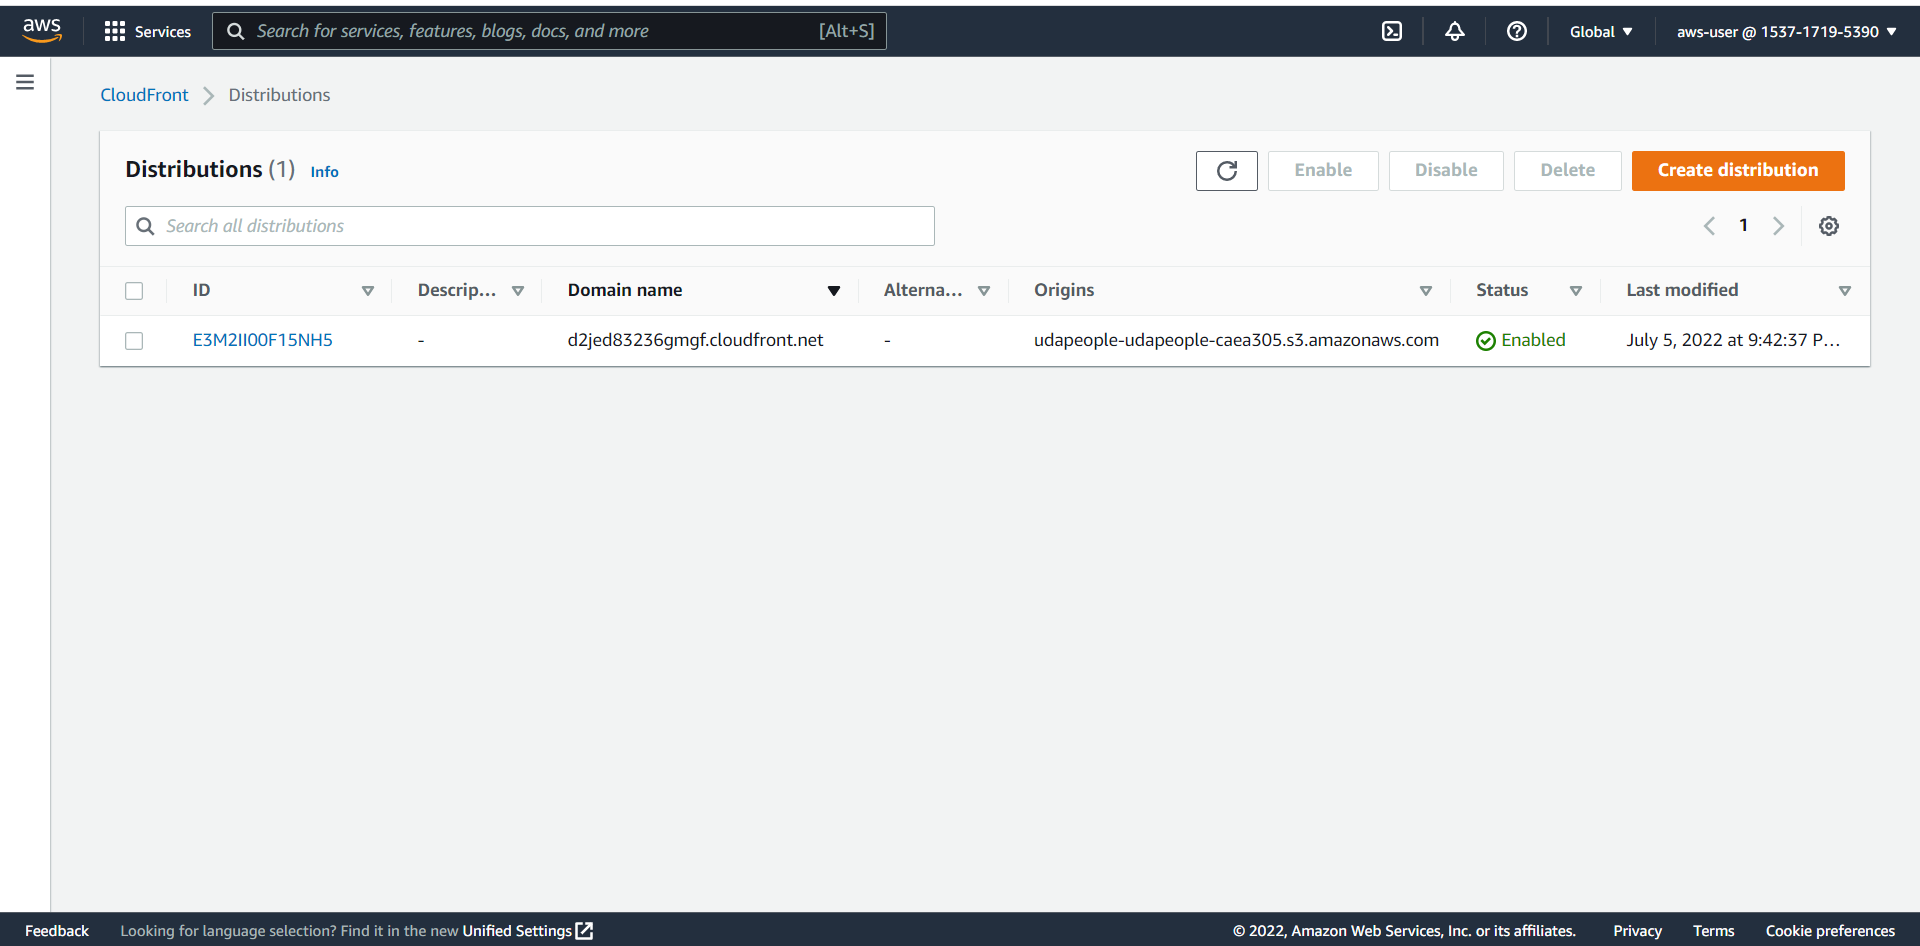 aws Services Search for services, features, blogs, docs, and more [Alt+S] Global aws-user @ 1537-1719-5390
CloudFront Distributions
Distributions (1) Info Enable Disable Delete Create distribution
Search all distributions 1
ID Descrip... Domain name Alterna... Origins Status Last modified
E3M2II00F15NH5 - d2jed83236gmgf.cloudfront.net - udapeople-udapeople-caea305.s3.amazonaws.com Enabled July 5, 2022 at 9:42:37 P...
Feedback Looking for language selection? Find it in the new Unified Settings © 2022, Amazon Web Services, Inc. or its affiliates. Privacy Terms Cookie preferences